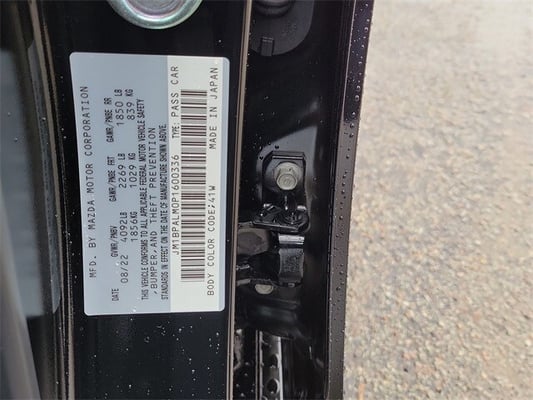 MFD. BY MAZDA MOTOR CORPORATION
DATE GVWR/PNBV GAWR/PNBE FRT GAWR/PNBE RR
08/22 4092LB 2269 LB 1850 LB
1856KG 1029 KG 839 KG
THIS VEHICLE CONFORMS TO ALL APPLICABLE FEDERAL MOTOR VEHICLE SAFETY
, BUMPER, AND THEFT PREVENTION
STANDARDS IN EFFECT ON THE DATE OF MANUFACTURE SHOWN ABOVE.
JM1BPALM0P1600336 TYPE: PASS CAR
BODY COLOR CODE:41W MADE IN JAPAN